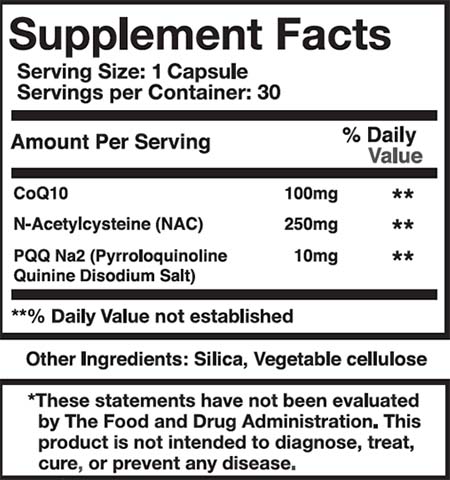 Supplement Facts
Serving Size: 1 Capsule
Servings per Container: 30
Amount Per Serving % Daily Value
CoQ10 100mg **
N-Acetylcysteine (NAC) 250mg **
PQQ Na2 (Pyrroloquinoline 10mg **
Quinine Disodium Salt)
**% Daily Value not established
Other Ingredients: Silica, Vegetable cellulose
*These statements have not been evaluated
by The Food and Drug Administration. This
product is not intended to diagnose, treat,
cure, or prevent any disease.